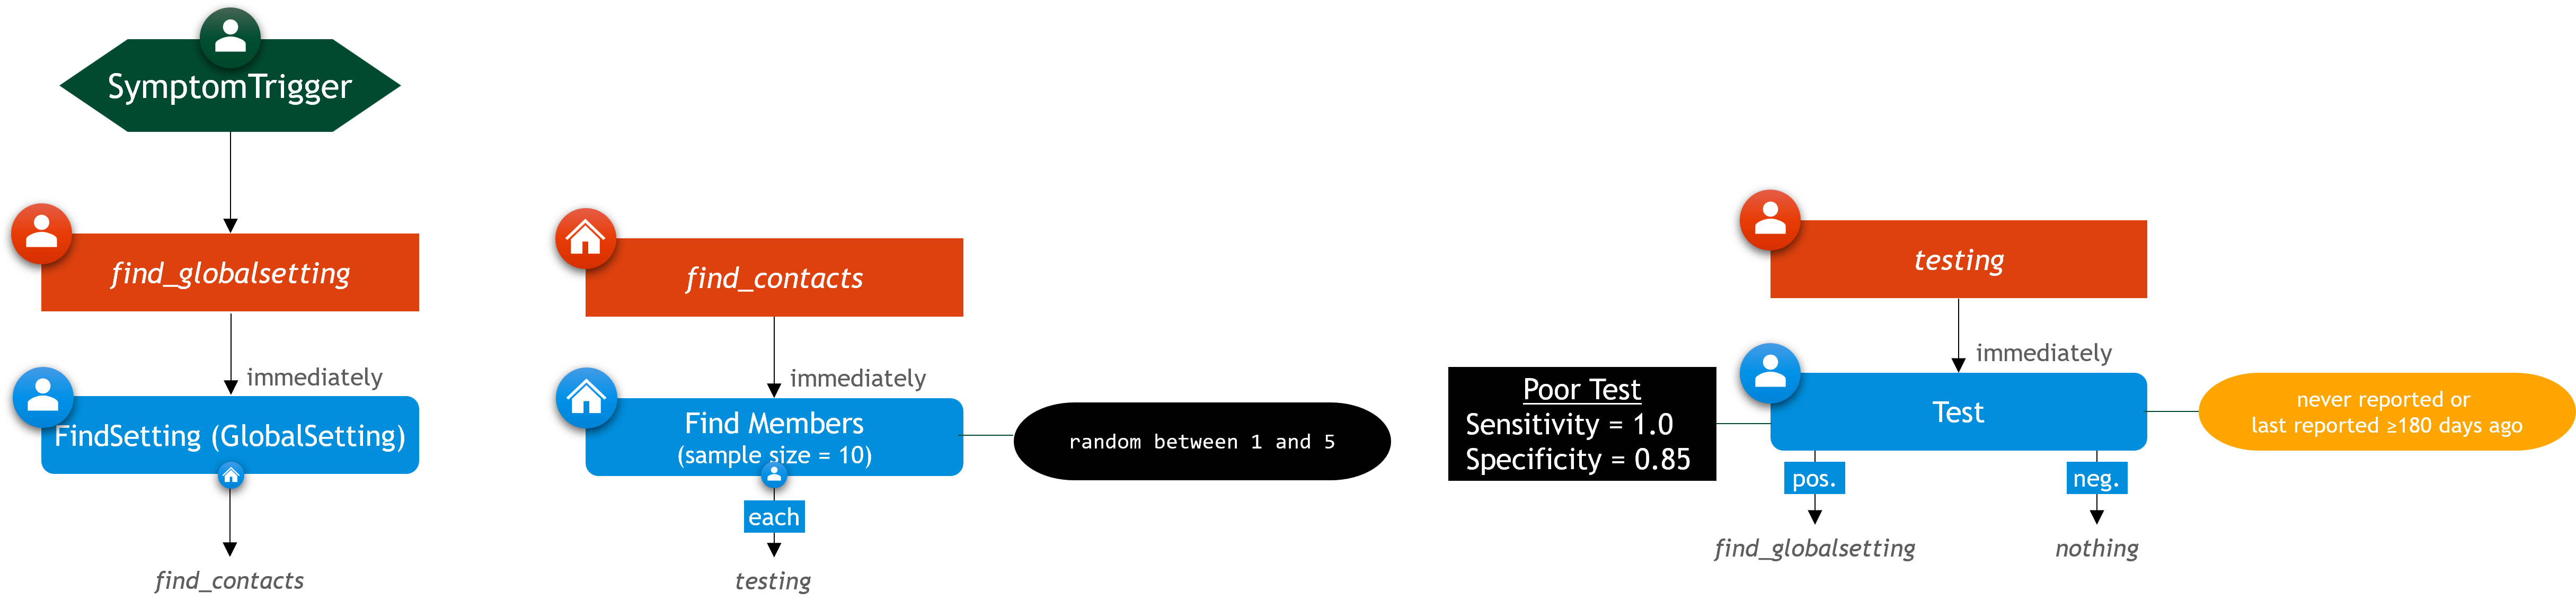 SymptomTrigger
find_globalsetting
immediately
FindSetting (GlobalSetting)
find_contacts
find_contacts
immediately
Find Members
(sample size = 10)
random between 1 and 5
each
testing
testing
immediately
Poor Test
Sensitivity = 1.0
Specificity = 0.85
Test
never reported or
last reported ≥180 days ago
pos.
neg.
find_globalsetting
nothing